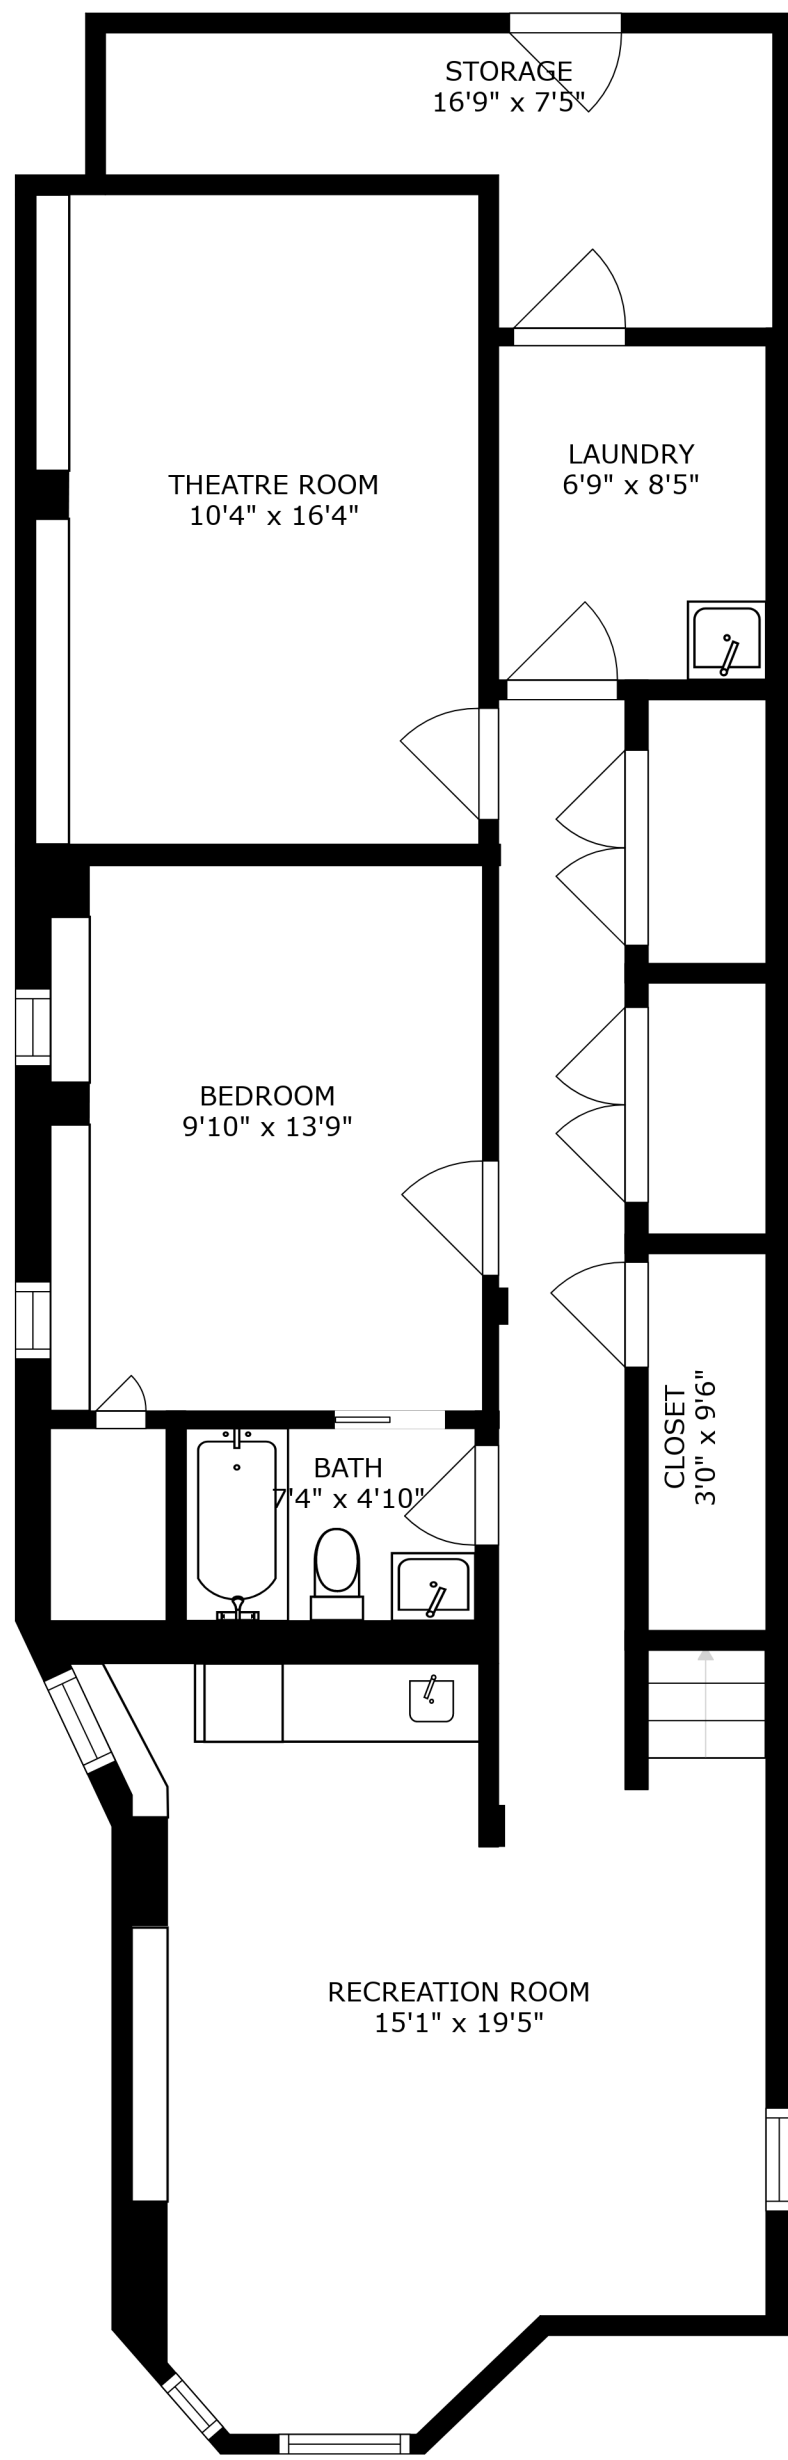 STORAGE
16'9" x 7'5"
LAUNDRY
6'9" x 8'5"
THEATRE ROOM
10'4" x 16'4"
BEDROOM
9'10" x 13'9"
CLOSET
3'0" x 9'6"
BATH
7'4" x 4'10"
RECREATION ROOM
15'1" x 19'5"